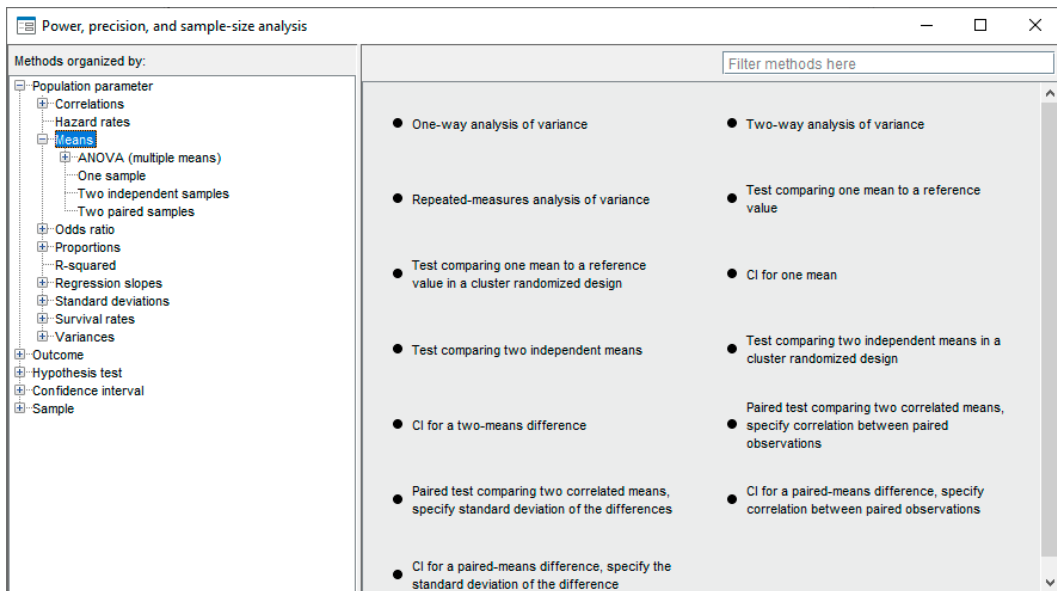 Power, precision, and sample-size analysis
Methods organized by:
Population parameter
Correlations
Hazard rates
Means
ANOVA (multiple means)
One sample
Two independent samples
Two paired samples
Odds ratio
Proportions
R-squared
Regression slopes
Standard deviations
Survival rates
Variances
Outcome
Hypothesis test
Confidence interval
Sample
Filter methods here
One-way analysis of variance
Two-way analysis of variance
Repeated-measures analysis of variance
Test comparing one mean to a reference
value
Test comparing one mean to a reference
value in a cluster randomized design
CI for one mean
Test comparing two independent means
Test comparing two independent means in a
cluster randomized design
CI for a two-means difference
Paired test comparing two correlated means,
specify correlation between paired
observations
Paired test comparing two correlated means,
specify standard deviation of the differences
CI for a paired-means difference, specify
correlation between paired observations
CI for a paired-means difference, specify the
standard deviation of the difference